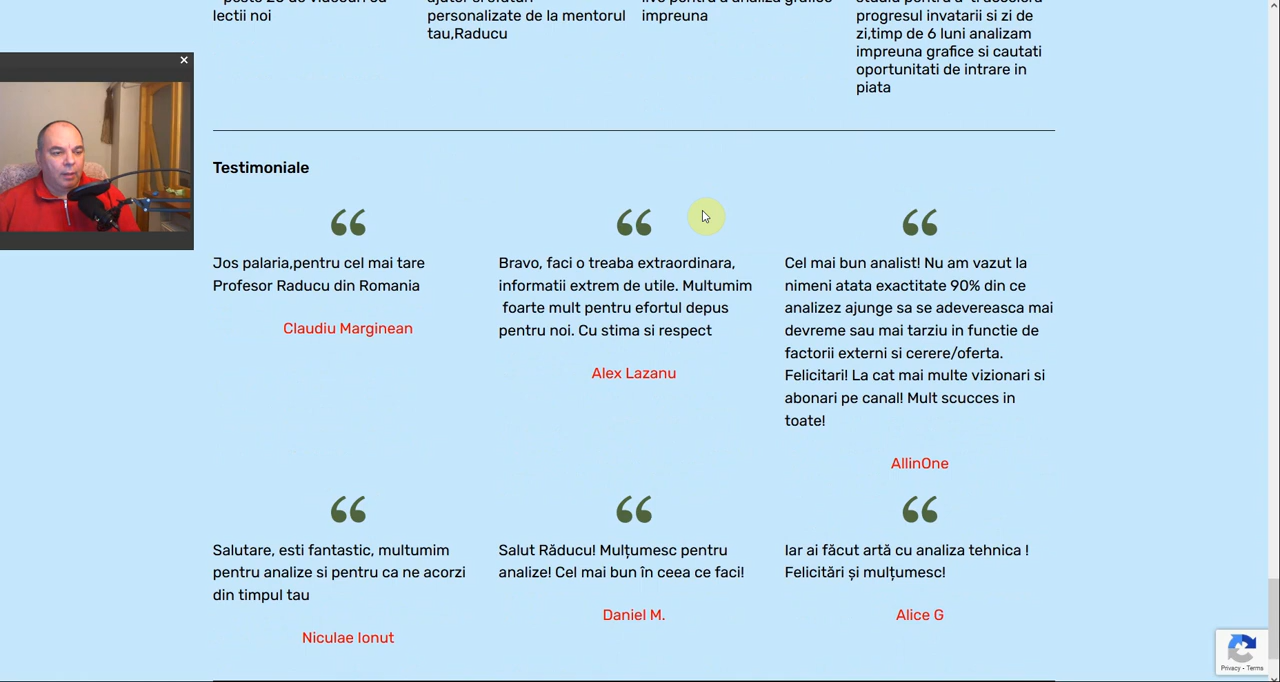 lectii noi
personalizate de la mentorul
tau,Raducu
impreuna
progresul invatarii si zi de
zi,timp de 6 luni analizam
impreuna grafice si cautati
oportunitati de intrare in
piata
Testimoniale
Jos palaria,pentru cel mai tare
Profesor Raducu din Romania
Claudiu Marginean
Bravo, faci o treaba extraordinara,
informatii extrem de utile. Multumim
foarte mult pentru efortul depus
pentru noi. Cu stima si respect
Alex Lazanu
Cel mai bun analist! Nu am vazut la
nimeni atata exactitate 90% din ce
analizez ajunge sa se adevereasca mai
devreme sau mai tarziu in functie de
factorii externi si cerere/oferta.
Felicitari! La cat mai multe vizionari si
abonari pe canal! Mult scucces in
toate!
AllinOne
Salutare, esti fantastic, multumim
pentru analize si pentru ca ne acorzi
din timpul tau
Niculae Ionut
Salut Răducu! Mulțumesc pentru
analize! Cel mai bun în ceea ce faci!
Daniel M.
Iar ai făcut artă cu analiza tehnica !
Felicitări și mulțumesc!
Alice G
Privacy - Terms